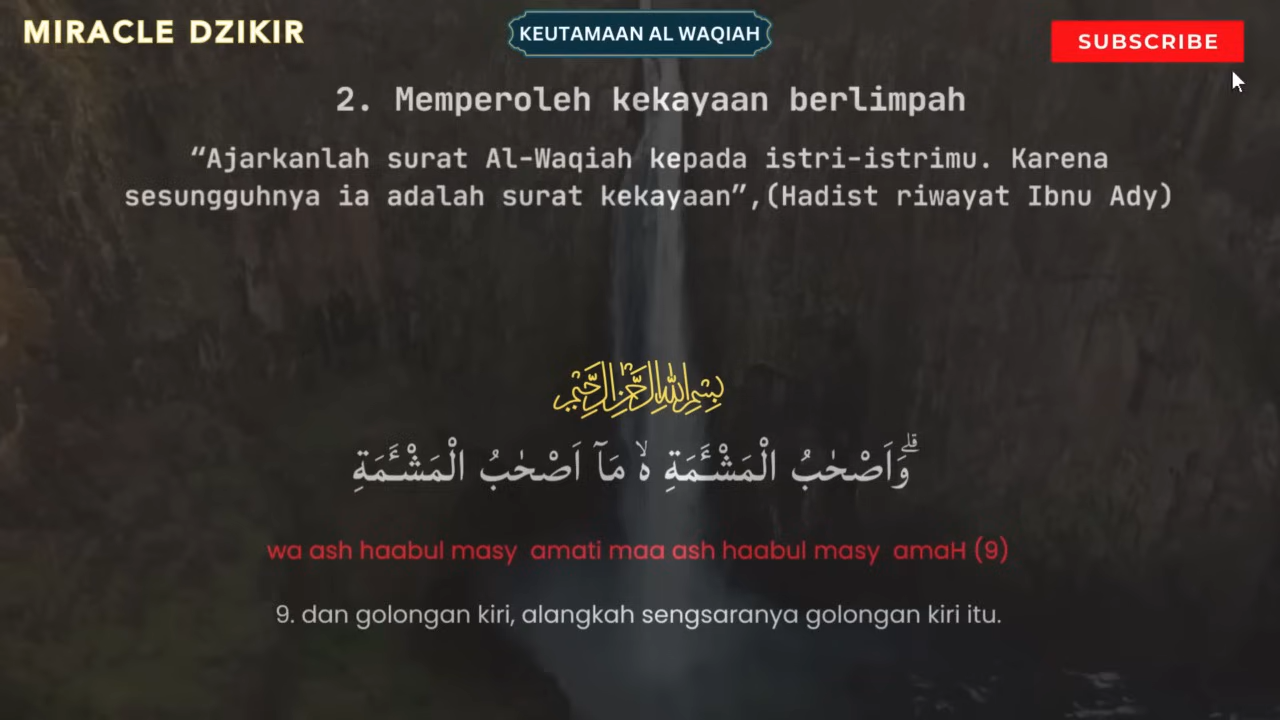 MIRACLE DZIKIR
KEUTAMAAN AL WAQIAH
SUBSCRIBE
2. Memperoleh kekayaan berlimpah
“Ajarkanlah surat Al-Waqiah kepada istri-istrimu. Karena
sesungguhnya ia adalah surat kekayaan”,(Hadist riwayat Ibnu Ady)
بِسْمِ اللهِ الرَّحْمٰنِ الرَّحِيْمِ
وَاَصْحٰبُ الْمَشْـَٔمَةِ ەۙ مَآ اَصْحٰبُ الْمَشْـَٔمَةِۗ
wa ash haabul masy  amati maa ash haabul masy  amaH (9)
9. dan golongan kiri, alangkah sengsaranya golongan kiri itu.